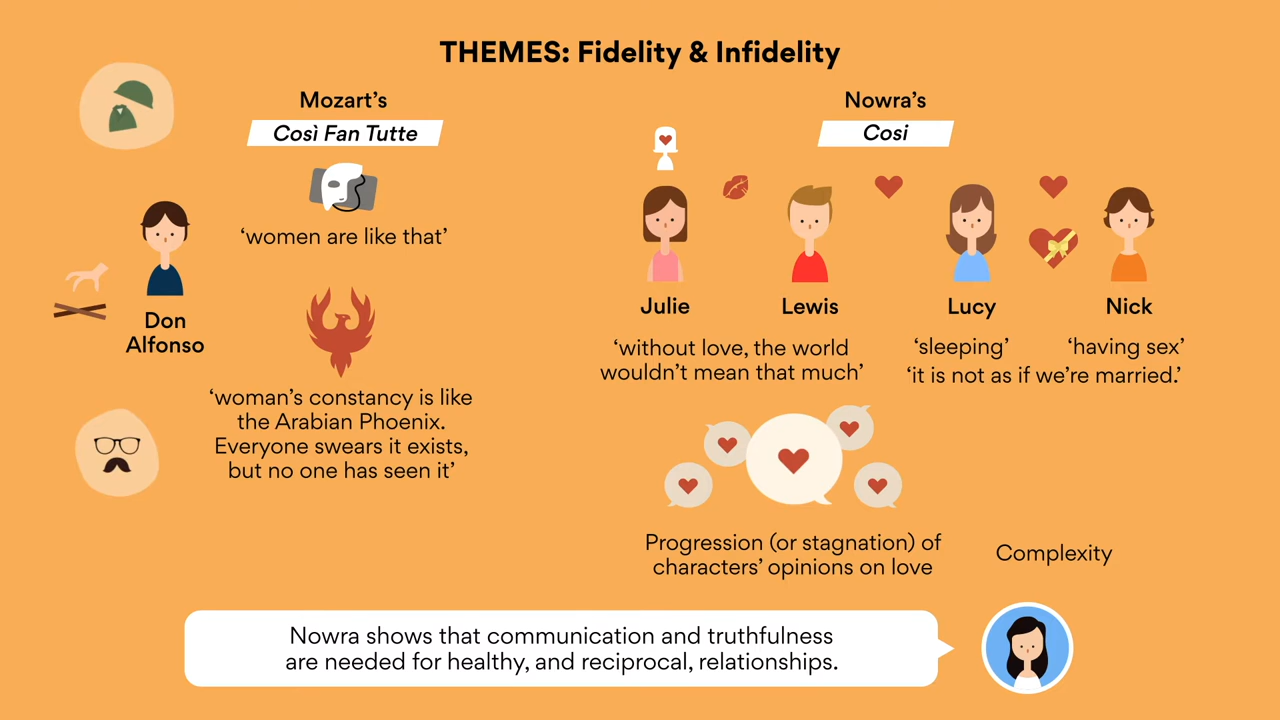 THEMES: Fidelity & Infidelity
Mozart’s
Così Fan Tutte
‘women are like that’
Don
Alfonso
‘woman’s constancy is like
the Arabian Phoenix.
Everyone swears it exists,
but no one has seen it’
Nowra’s
Cosi
Julie
Lewis
Lucy
Nick
‘without love, the world
wouldn’t mean that much’
‘sleeping’
‘having sex’
‘it is not as if we’re married.’
Progression (or stagnation) of
characters’ opinions on love
Complexity
Nowra shows that communication and truthfulness
are needed for healthy, and reciprocal, relationships.